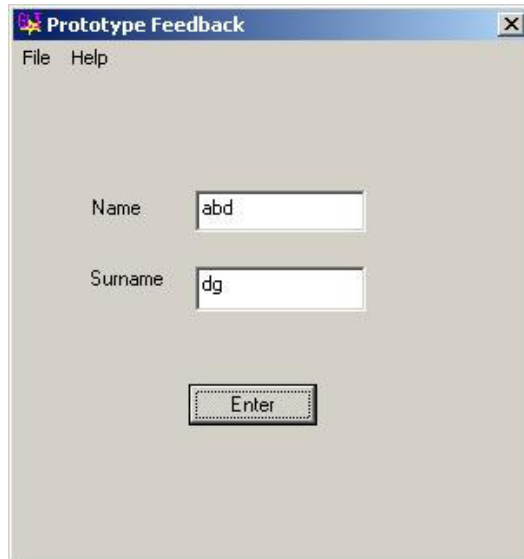 Prototype Feedback
File Help
Name abd
Surname dg
Enter